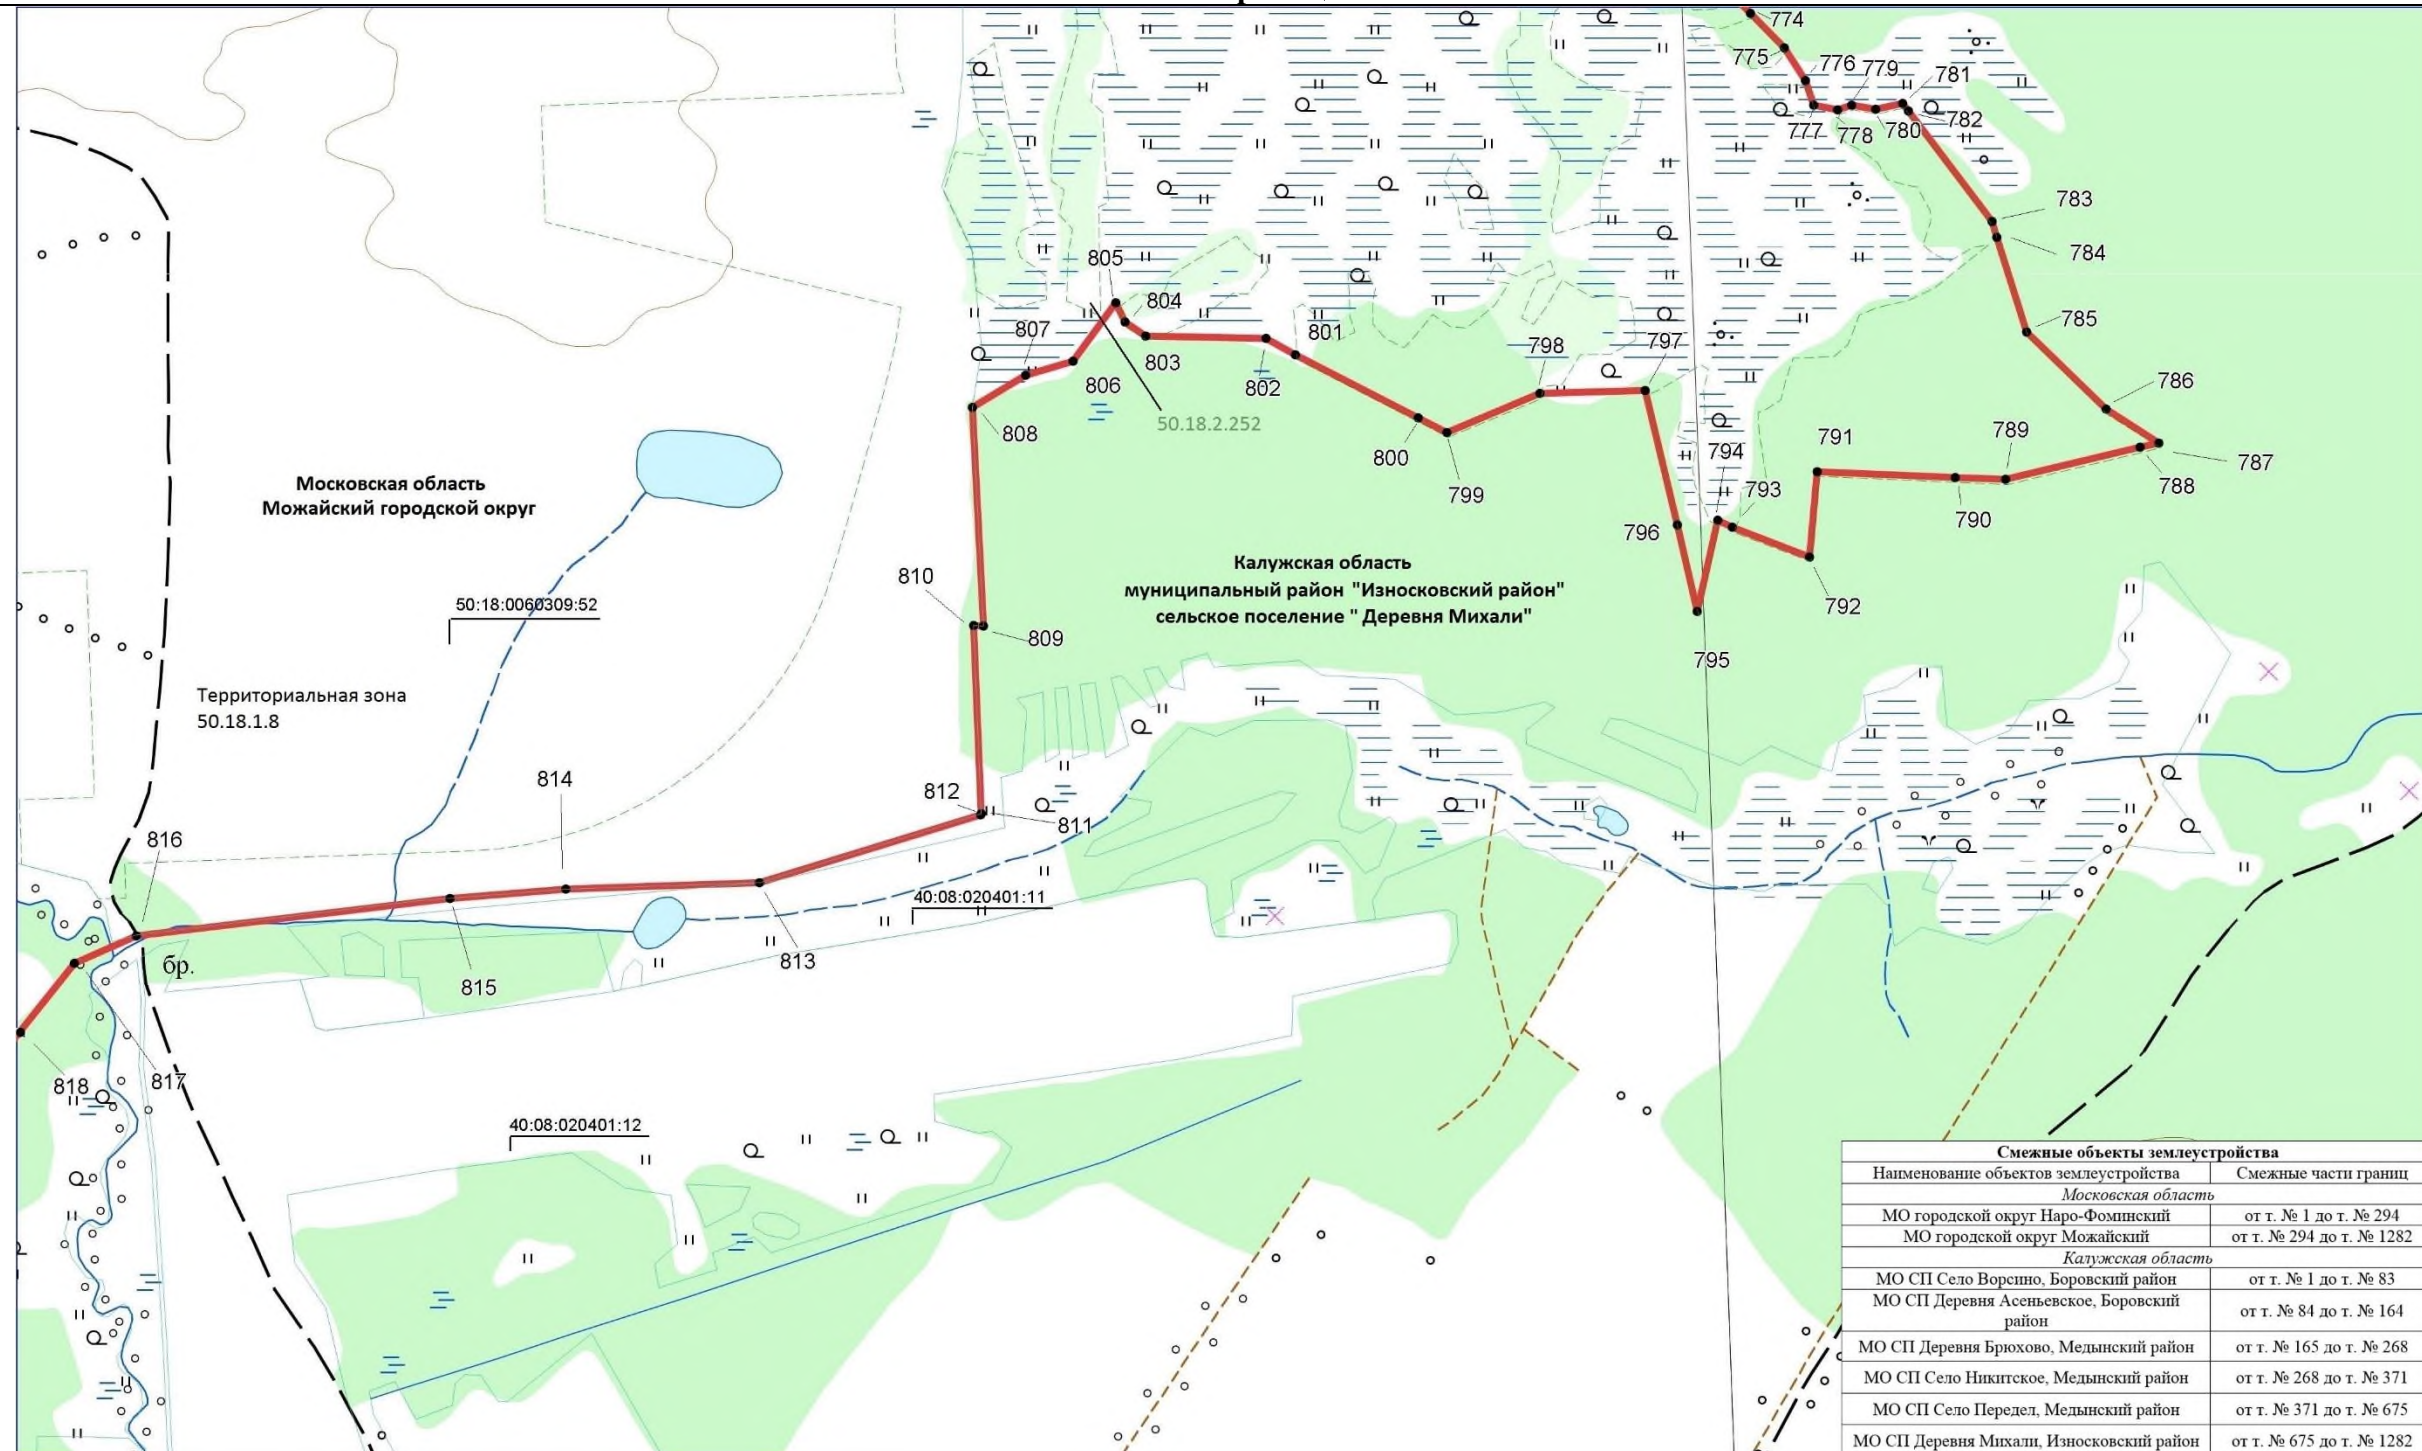 774
775
776
779
781
777
778
780
782
783
784
785
786
787
788
789
790
791
792
793
794
795
796
797
798
799
800
801
802
803
804
805
806
807
808
50.18.2.252
Московская область
Можайский городской округ
Калужская область
муниципальный район "Износковский район"
сельское поселение " Деревня Михали"
810
809
50:18:0060309:52
Территориальная зона
50.18.1.8
814
812
811
816
40:08:020401:11
бр.
815
813
818
817
40:08:020401:12
Смежные объекты землеустройства
Наименование объектов землеустройства Смежные части границ
Московская область
МО городской округ Наро-Фоминский от т. № 1 до т. № 294
МО городской округ Можайский от т. № 294 до т. № 1282
Калужская область
МО СП Село Ворсино, Боровский район от т. № 1 до т. № 83
МО СП Деревня Асеньевское, Боровский
район от т. № 84 до т. № 164
МО СП Деревня Брюхово, Медынский район от т. № 165 до т. № 268
МО СП Село Никитское, Медынский район от т. № 268 до т. № 371
МО СП Село Передел, Медынский район от т. № 371 до т. № 675
МО СП Деревня Михали, Износковский район от т. № 675 до т. № 1282